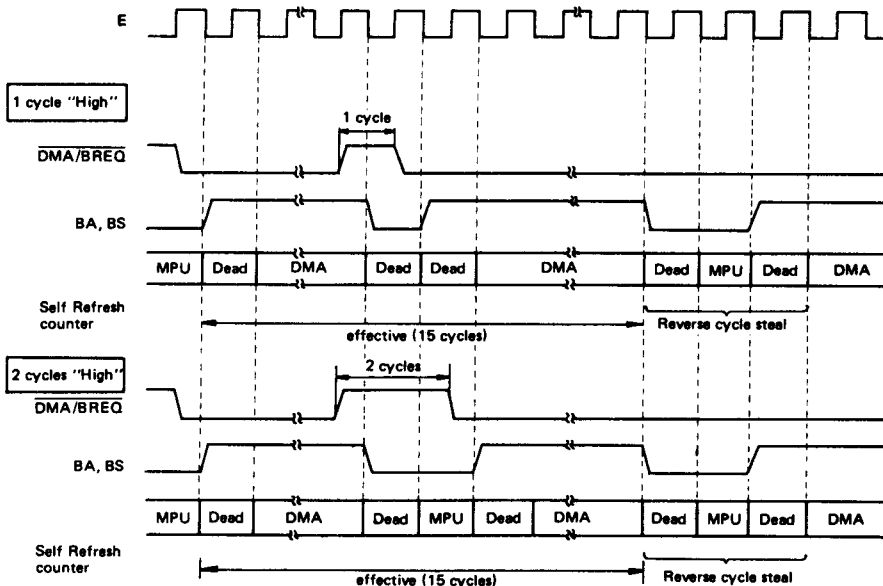 E
1 cycle "High"
1 cycle
DMA/BREQ
BA, BS
MPU Dead DMA Dead Dead DMA Dead MPU Dead DMA
Self Refresh
counter
effective (15 cycles)
Reverse cycle steal
2 cycles "High"
2 cycles
DMA/BREQ
BA, BS
MPU Dead DMA Dead MPU Dead DMA Dead MPU Dead DMA
Self Refresh
counter
effective (15 cycles)
Reverse cycle steal